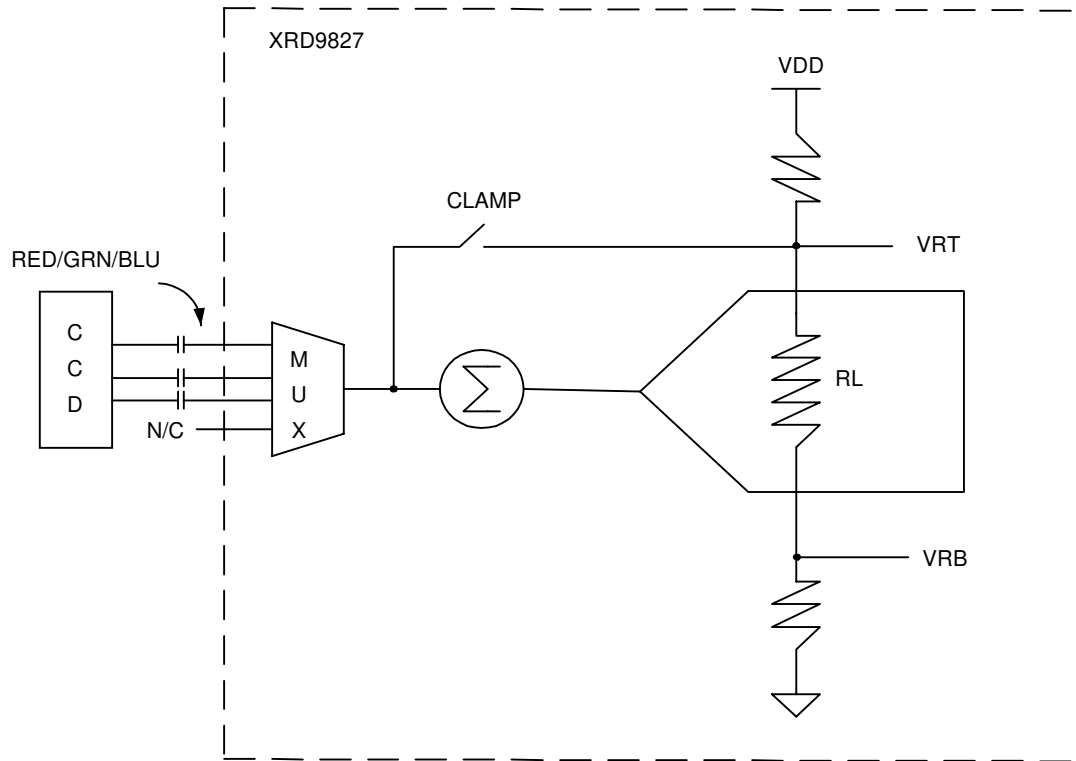 XRD9827
VDD
CLAMP
VRT
RED/GRN/BLU
C
C
D
M
U
X
N/C
Σ
RL
VRB